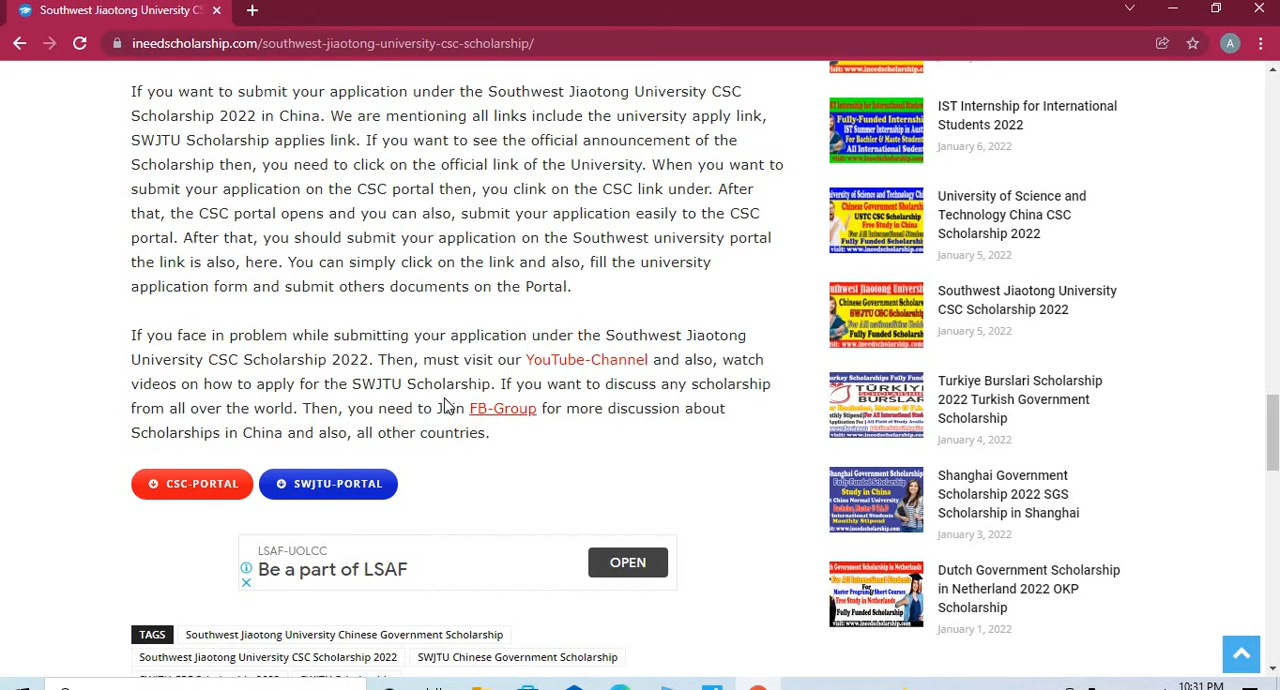 Southwest Jiaotong University CS
ineedscholarship.com/southwest-jiaotong-university-csc-scholarship/
A
If you want to submit your application under the Southwest Jiaotong University CSC
Scholarship 2022 in China. We are mentioning all links include the university apply link,
SWJTU Scholarship applies link. If you want to see the official announcement of the
Scholarship then, you need to click on the official link of the University. When you want to
submit your application on the CSC portal then, you clink on the CSC link under. After
that, the CSC portal opens and you can also, submit your application easily to the CSC
portal. After that, you should submit your application on the Southwest university portal
the link also, here. You can simply click on the link and also, fill the university
application form and submit others documents on the Portal.
If you face in problem while submitting your application under the Southwest Jiaotong
University CSC Scholarship 2022. Then, must visit our YouTube-Channel and also, watch
videos on how to apply for the SWJTU Scholarship. If you want to discuss any scholarship
from all over the world. Then, you need to Join FB-Group for more discussion about
Scholarships in China and also, all other countries.
CSC-PORTAL SWJTU-PORTAL
LSAF-UOLCC
Be a part of LSAF
OPEN
TAGS Southwest Jiaotong University Chinese Government Scholarship
Southwest Jiaotong University CSC Scholarship 2022 SWJTU Chinese Government Scholarship
IST Internship for International
Students 2022
January 6, 2022
University of Science and
Technology China CSC
Scholarship 2022
January 5, 2022
Southwest Jiaotong University
CSC Scholarship 2022
January 5, 2022
Turkiye Burslari Scholarship
2022 Turkish Government
Scholarship
January 4, 2022
Shanghai Government
Scholarship 2022 SGS
Scholarship in Shanghai
January 3, 2022
Dutch Government Scholarship
in Netherland 2022 OKP
Scholarship
January 1, 2022
10:31 PM